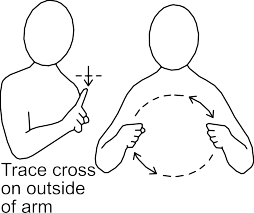 Trace cross
on outside
of arm